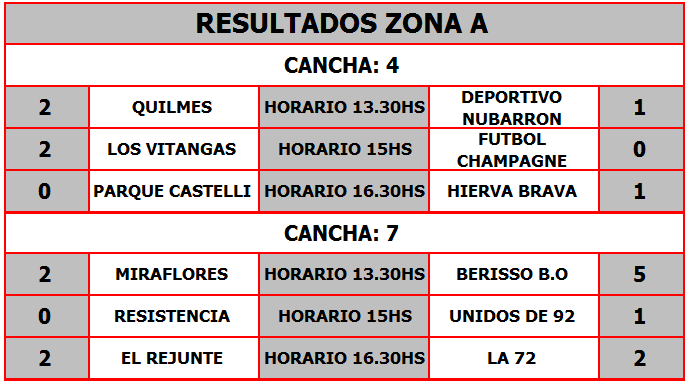 RESULTADOS ZONA A
CANCHA: 4
2 QUILMES HORARIO 13.30HS DEPORTIVO NUBARRON 1
2 LOS VITANGAS HORARIO 15HS FUTBOL CHAMPAGNE 0
0 PARQUE CASTELLI HORARIO 16.30HS HIERVA BRAVA 1
CANCHA: 7
2 MIRAFLORES HORARIO 13.30HS BERISSO B.O 5
0 RESISTENCIA HORARIO 15HS UNIDOS DE 92 1
2 EL REJUNTE HORARIO 16.30HS LA 72 2